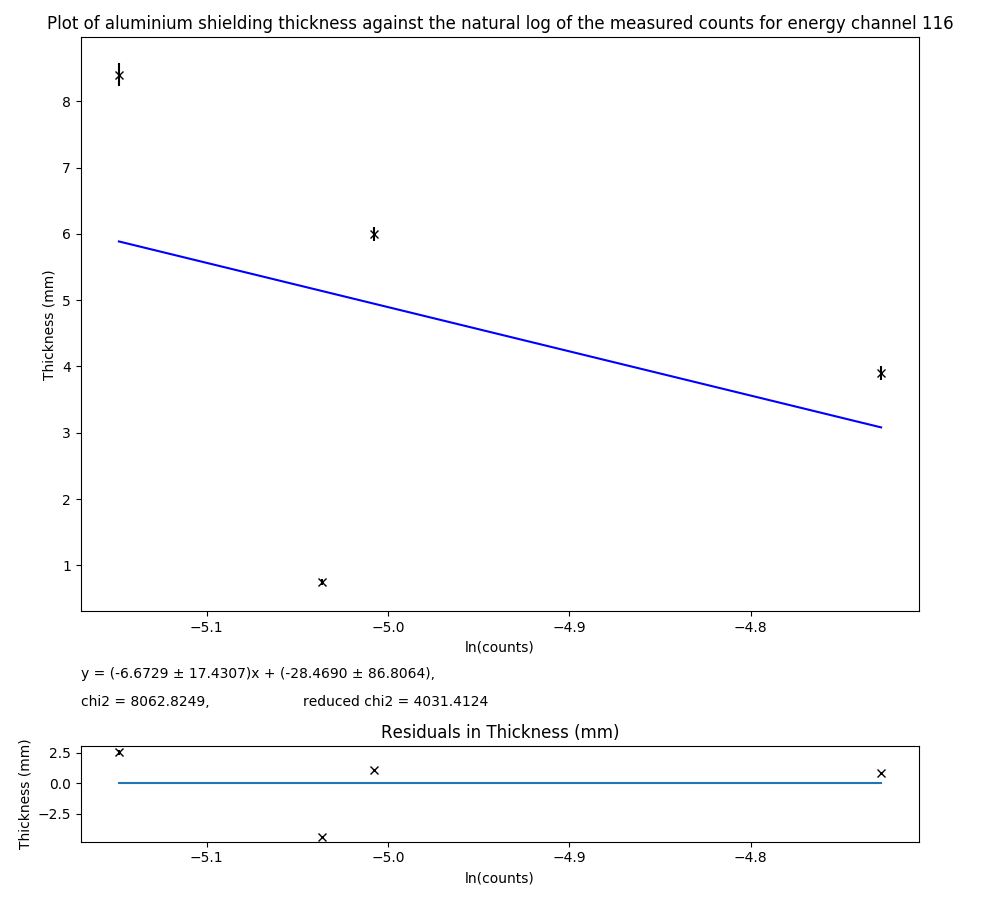 Plot of aluminium shielding thickness against the natural log of the measured counts for energy channel 116
Thickness (mm)
8
7
6
5
4
3
2
1
−5.1 −5.0 −4.9 −4.8
ln(counts)
y = (-6.6729 ± 17.4307)x + (-28.4690 ± 86.8064),
chi2 = 8062.8249, reduced chi2 = 4031.4124
Residuals in Thickness (mm)
Thickness (mm)
2.5
0.0
−2.5
−5.1 −5.0 −4.9 −4.8
ln(counts)